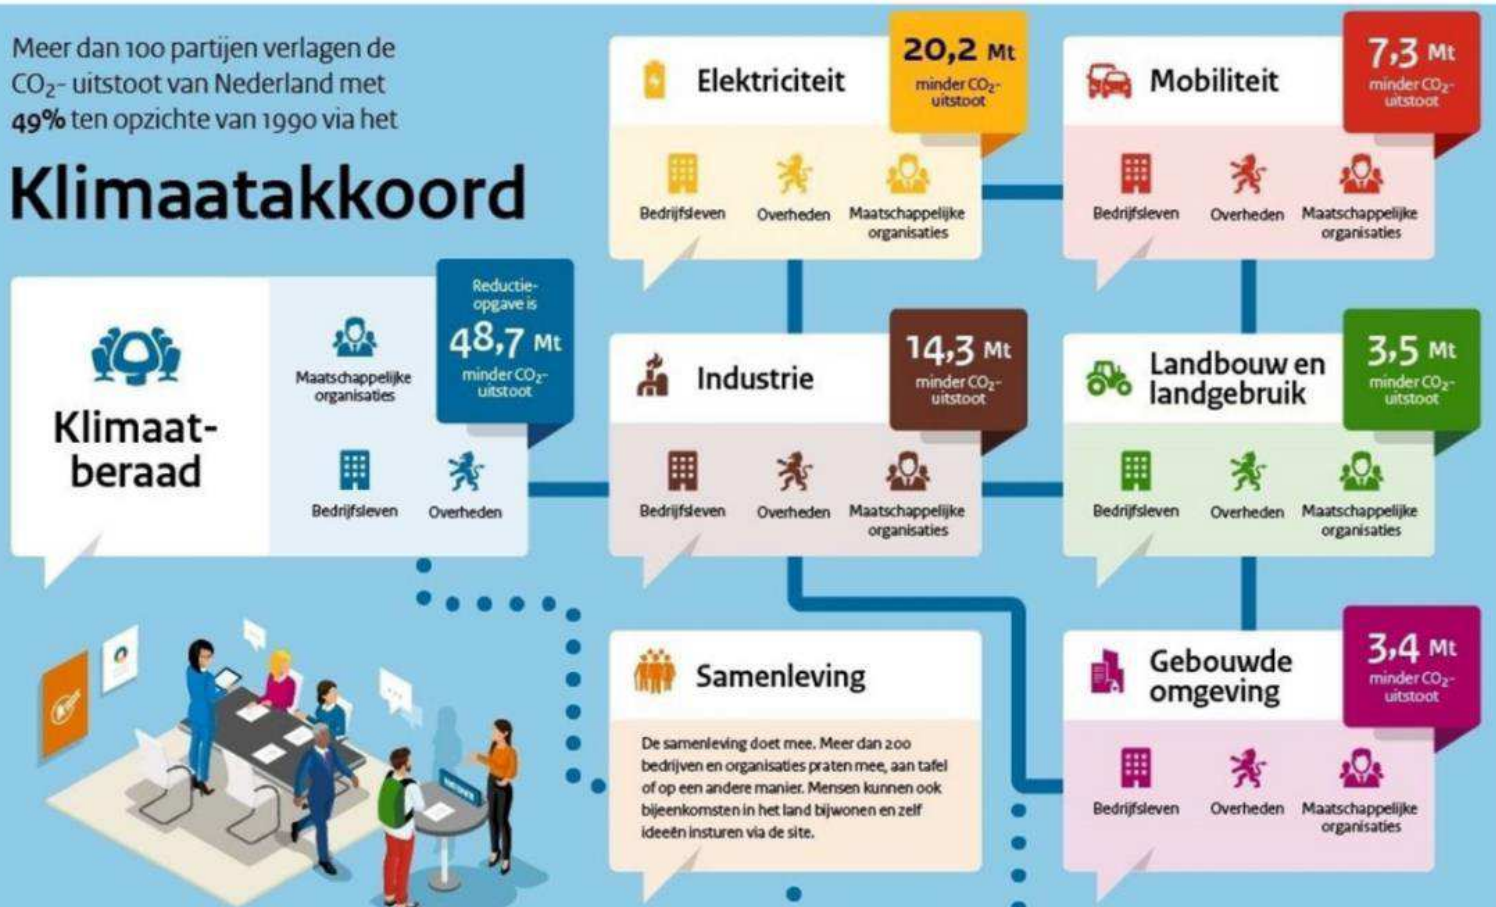 Meer dan 100 partijen verlagen de
CO₂- uitstoot van Nederland met
49% ten opzichte van 1990 via het
Klimaatakkoord
Klimaat-
beraad
Maatschappelijke
organisaties
Bedrijfsleven
Overheden
Reductie-
opgave is
48,7 Mt
minder CO₂-
uitstoot
Elektriciteit
20,2 Mt
minder CO₂-
uitstoot
Bedrijfsleven
Overheden
Maatschappelijke
organisaties
Mobiliteit
7,3 Mt
minder CO₂-
uitstoot
Bedrijfsleven
Overheden
Maatschappelijke
organisaties
Industrie
14,3 Mt
minder CO₂-
uitstoot
Bedrijfsleven
Overheden
Maatschappelijke
organisaties
Landbouw en
landgebruik
3,5 Mt
minder CO₂-
uitstoot
Bedrijfsleven
Overheden
Maatschappelijke
organisaties
Samenleving
De samenleving doet mee. Meer dan 200
bedrijven en organisaties praten mee, aan tafel
of op een andere manier. Mensen kunnen ook
bijeenkomsten in het land bijwonen en zelf
ideeën insturen via de site.
Gebouwde
omgeving
3,4 Mt
minder CO₂-
uitstoot
Bedrijfsleven
Overheden
Maatschappelijke
organisaties